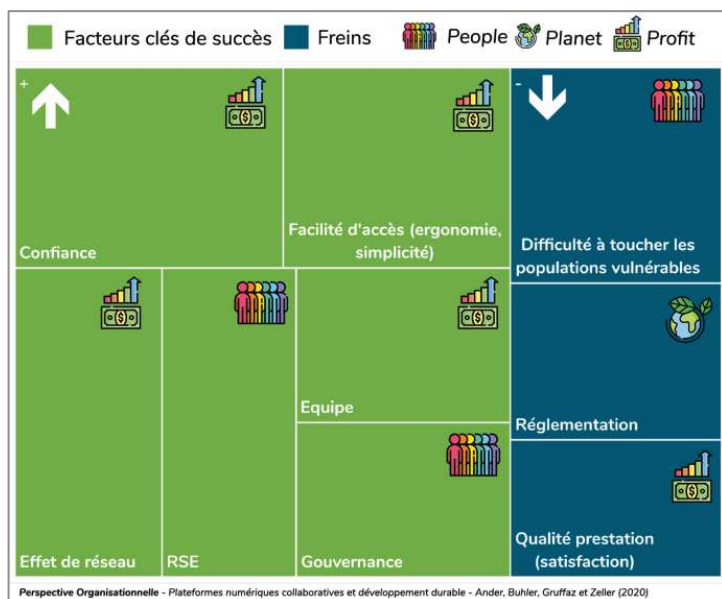 Facteurs clés de succès Freins People Planet Profit
+
-
Confiance
Facilité d'accès (ergonomie,
simplicité)
Difficulté à toucher les
populations vulnérables
Effet de réseau
RSE
Equipe
Gouvernance
Réglementation
Qualité prestation
(satisfaction)
Perspective Organisationnelle - Plateformes numériques collaboratives et développement durable - Ander, Buhler, Gruffaz et Zeller (2020)